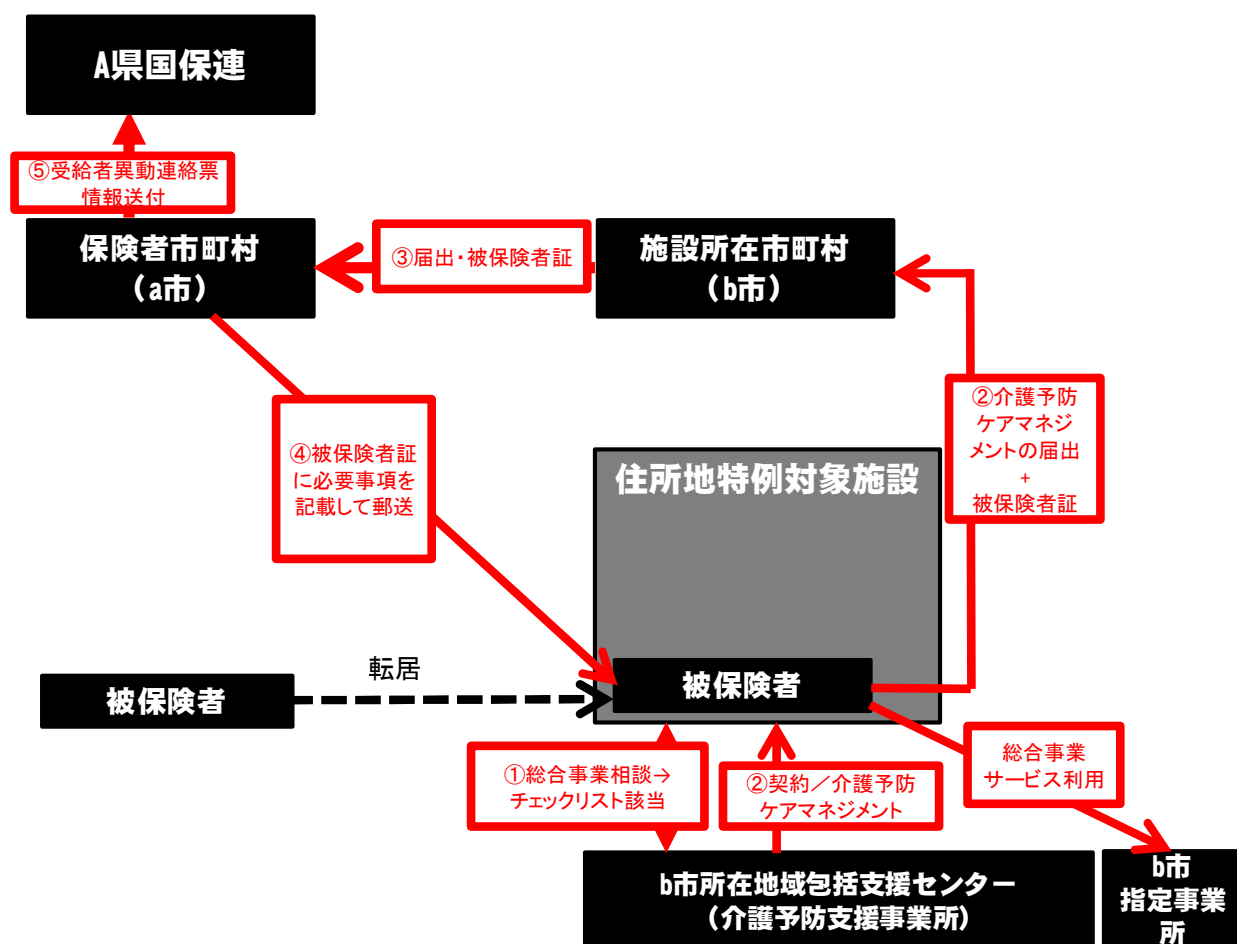 A県国保連
⑤受給者異動連絡票
情報送付
保険者市町村
（a市）
③届出・被保険者証
施設所在市町村
（b市）
②介護予防
ケアマネジ
メントの届出
+
被保険者証
④被保険者証
に必要事項を
記載して郵送
住所地特例対象施設
転居
被保険者
被保険者
①総合事業相談→
チェックリスト該当
②契約／介護予防
ケアマネジメント
総合事業
サービス利用
b市所在地域包括支援センター
（介護予防支援事業所）
b市
指定事業
所